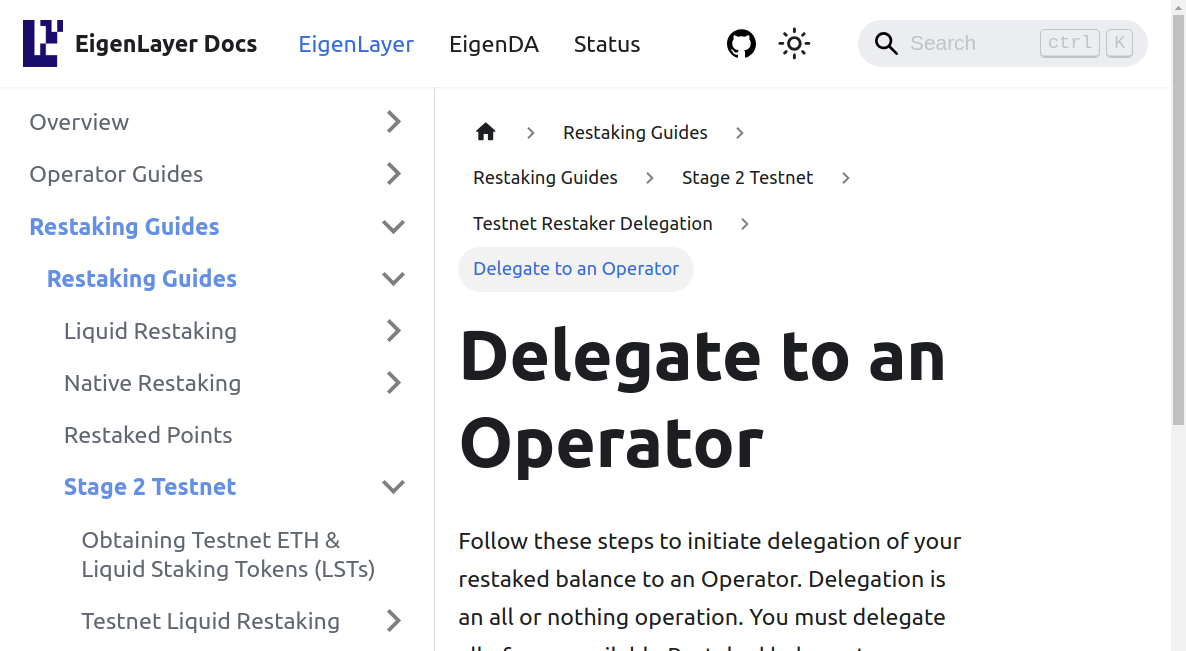 EigenLayer Docs EigenLayer EigenDA Status Search ctrl K
Overview
Operator Guides
Restaking Guides
Restaking Guides
Liquid Restaking
Native Restaking
Restaked Points
Stage 2 Testnet
Obtaining Testnet ETH &
Liquid Staking Tokens (LSTs)
Testnet Liquid Restaking
Restaking Guides
Restaking Guides Stage 2 Testnet
Testnet Restaker Delegation
Delegate to an Operator
Delegate to an
Operator
Follow these steps to initiate delegation of your
restaked balance to an Operator. Delegation is
an all or nothing operation. You must delegate